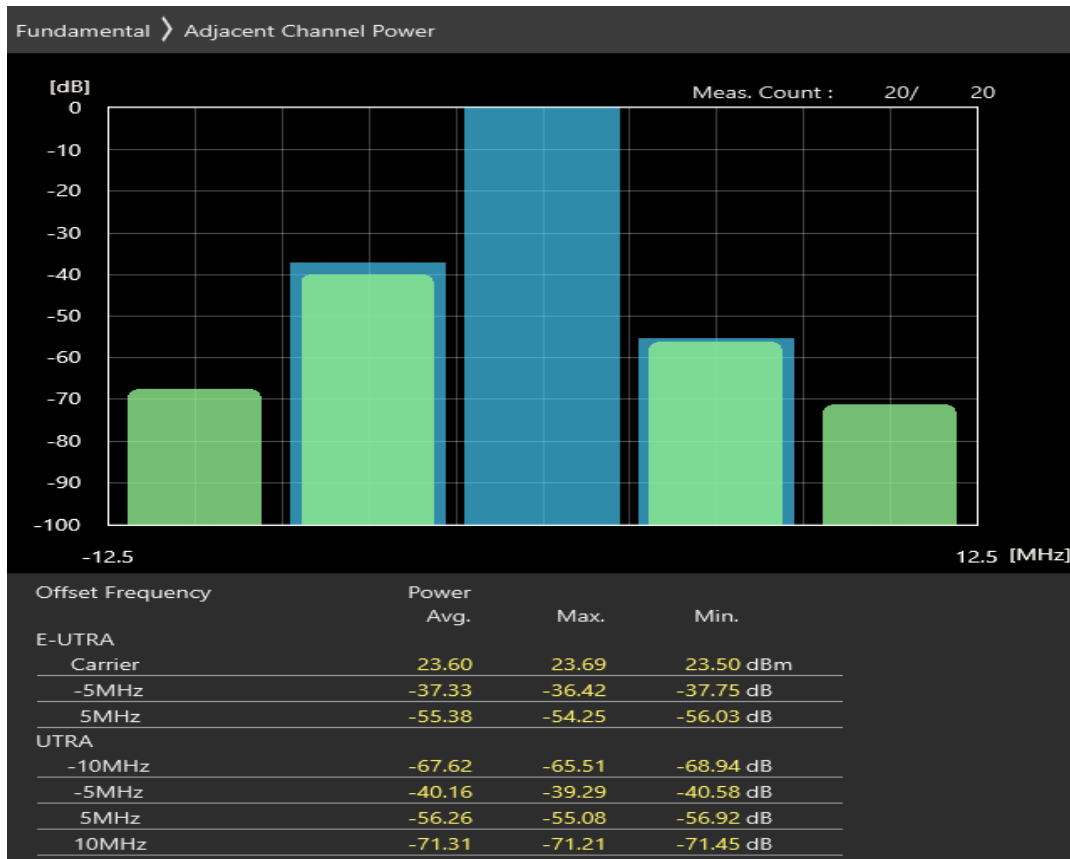 Fundamental 〉 Adjacent Channel Power
[dB]
Meas. Count : 20/ 20
0
-10
-20
-30
-40
-50
-60
-70
-80
-90
-100
-12.5 12.5 [MHz]
Offset Frequency Power
Avg. Max. Min.
E-UTRA
Carrier 23.60 23.69 23.50 dBm
-5MHz -37.33 -36.42 -37.75 dB
5MHz -55.38 -54.25 -56.03 dB
UTRA
-10MHz -67.62 -65.51 -68.94 dB
-5MHz -40.16 -39.29 -40.58 dB
5MHz -56.26 -55.08 -56.92 dB
10MHz -71.31 -71.21 -71.45 dB